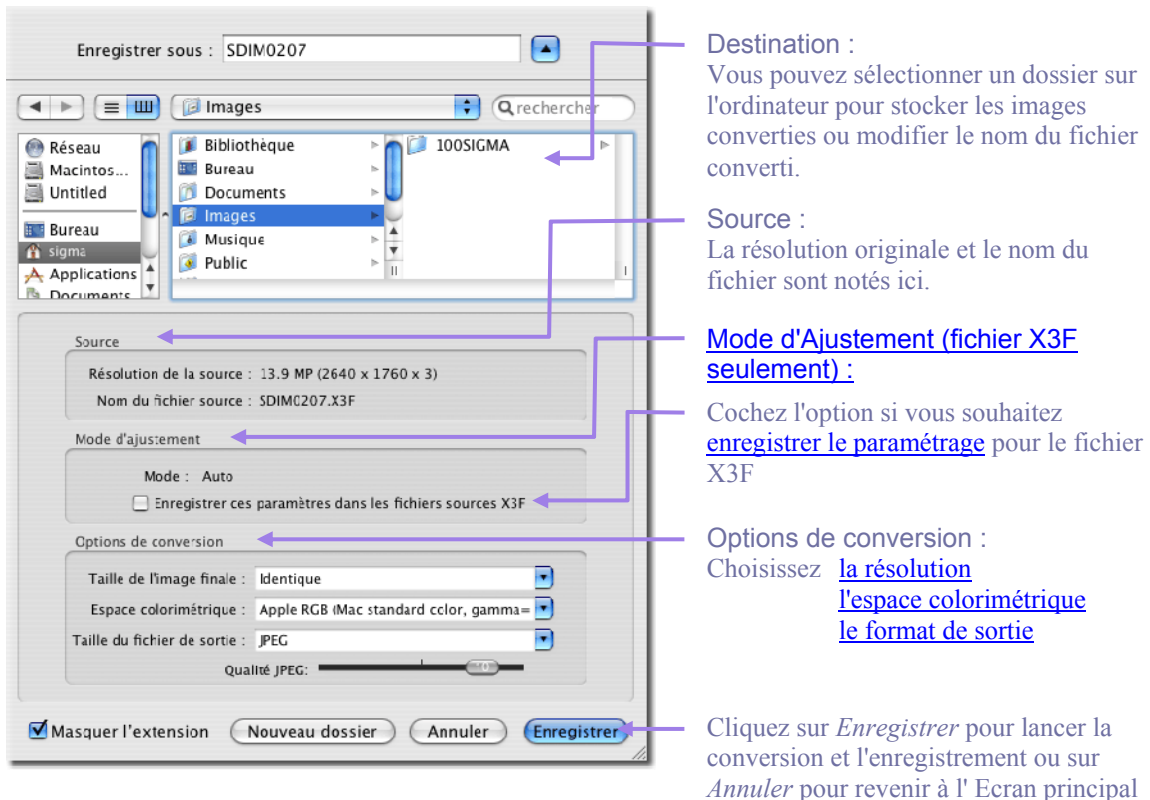 Enregistrer sous : SDIM0207
Images
rechercher
Réseau
Macintos...
Untitled
Bureau
sigma
Applications
Documents
Bibliothèque
Bureau
Documents
Images
Musique
Public
100SIGMA
Source
Résolution de la source : 13.9 MP (2640 x 1760 x 3)
Nom du fichier source : SDIM0207.X3F
Mode d'ajustement
Mode : Auto
Enregistrer ces paramètres dans les fichiers sources X3F
Options de conversion
Taille de l'image finale : Identique
Espace colorimétrique : Apple RGB (Mac standard color, gamma=
Taille du fichier de sortie : JPEG
Qualité JPEG: 10
Masquer l'extension Nouveau dossier Annuler Enregistrer
Destination :
Vous pouvez sélectionner un dossier sur
l'ordinateur pour stocker les images
converties ou modifier le nom du fichier
converti.
Source :
La résolution originale et le nom du
fichier sont notés ici.
Mode d'Ajustement (fichier X3F
seulement) :
Cochez l'option si vous souhaitez
enregistrer le paramétrage pour le fichier
X3F
Options de conversion :
Choisissez la résolution
l'espace colorimétrique
le format de sortie
Cliquez sur Enregistrer pour lancer la
conversion et l'enregistrement ou sur
Annuler pour revenir à l' Ecran principal